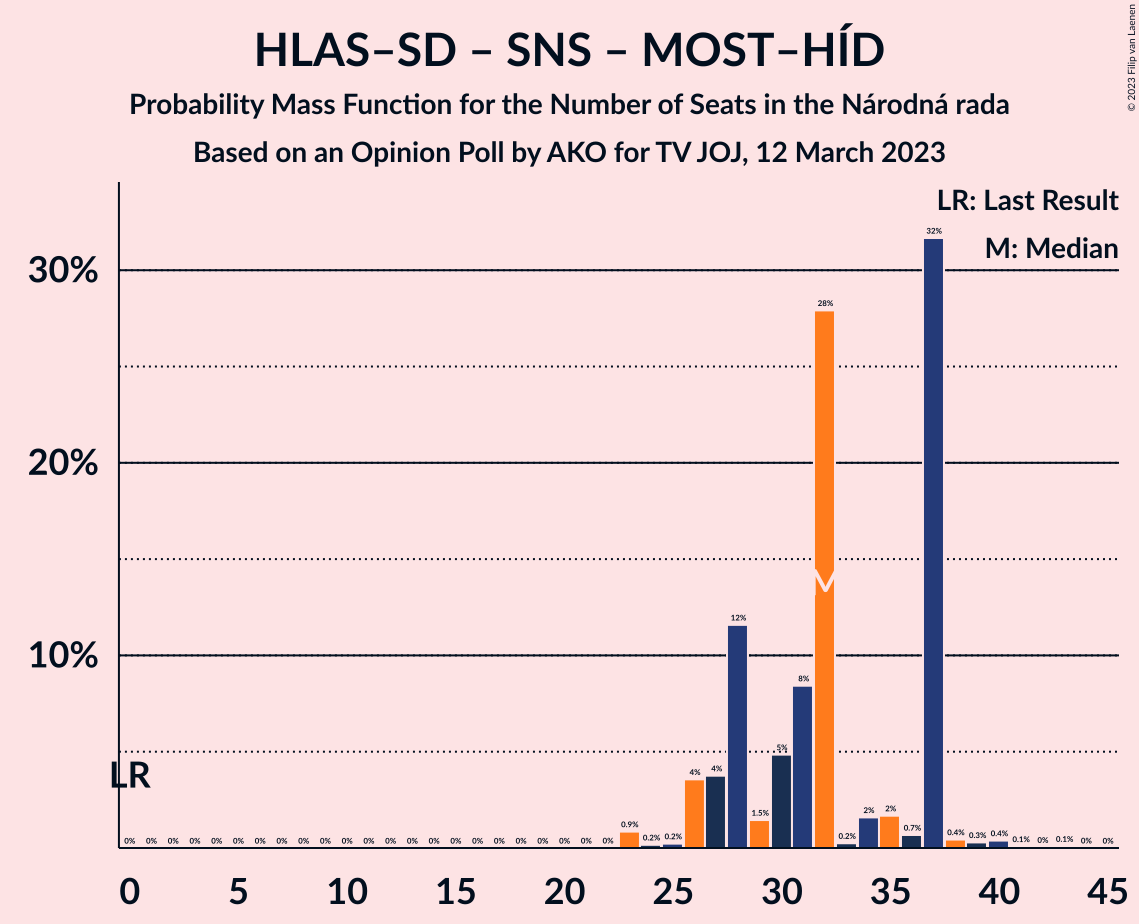 HLAS–SD – SNS – MOST–HÍD
Probability Mass Function for the Number of Seats in the Národná rada
Based on an Opinion Poll by AKO for TV JOJ, 12 March 2023
© 2023 Filip van Laenen
LR: Last Result
M: Median
30%
20%
10%
LR
M
0% 0% 0% 0% 0% 0% 0% 0% 0% 0% 0% 0% 0% 0% 0% 0% 0% 0% 0% 0% 0% 0% 0% 0.9% 0.2% 0.2% 4% 4% 12% 1.5% 5% 8% 28% 0.2% 2% 2% 0.7% 32% 0.4% 0.3% 0.4% 0.1% 0% 0.1% 0% 0%
0 5 10 15 20 25 30 35 40 45